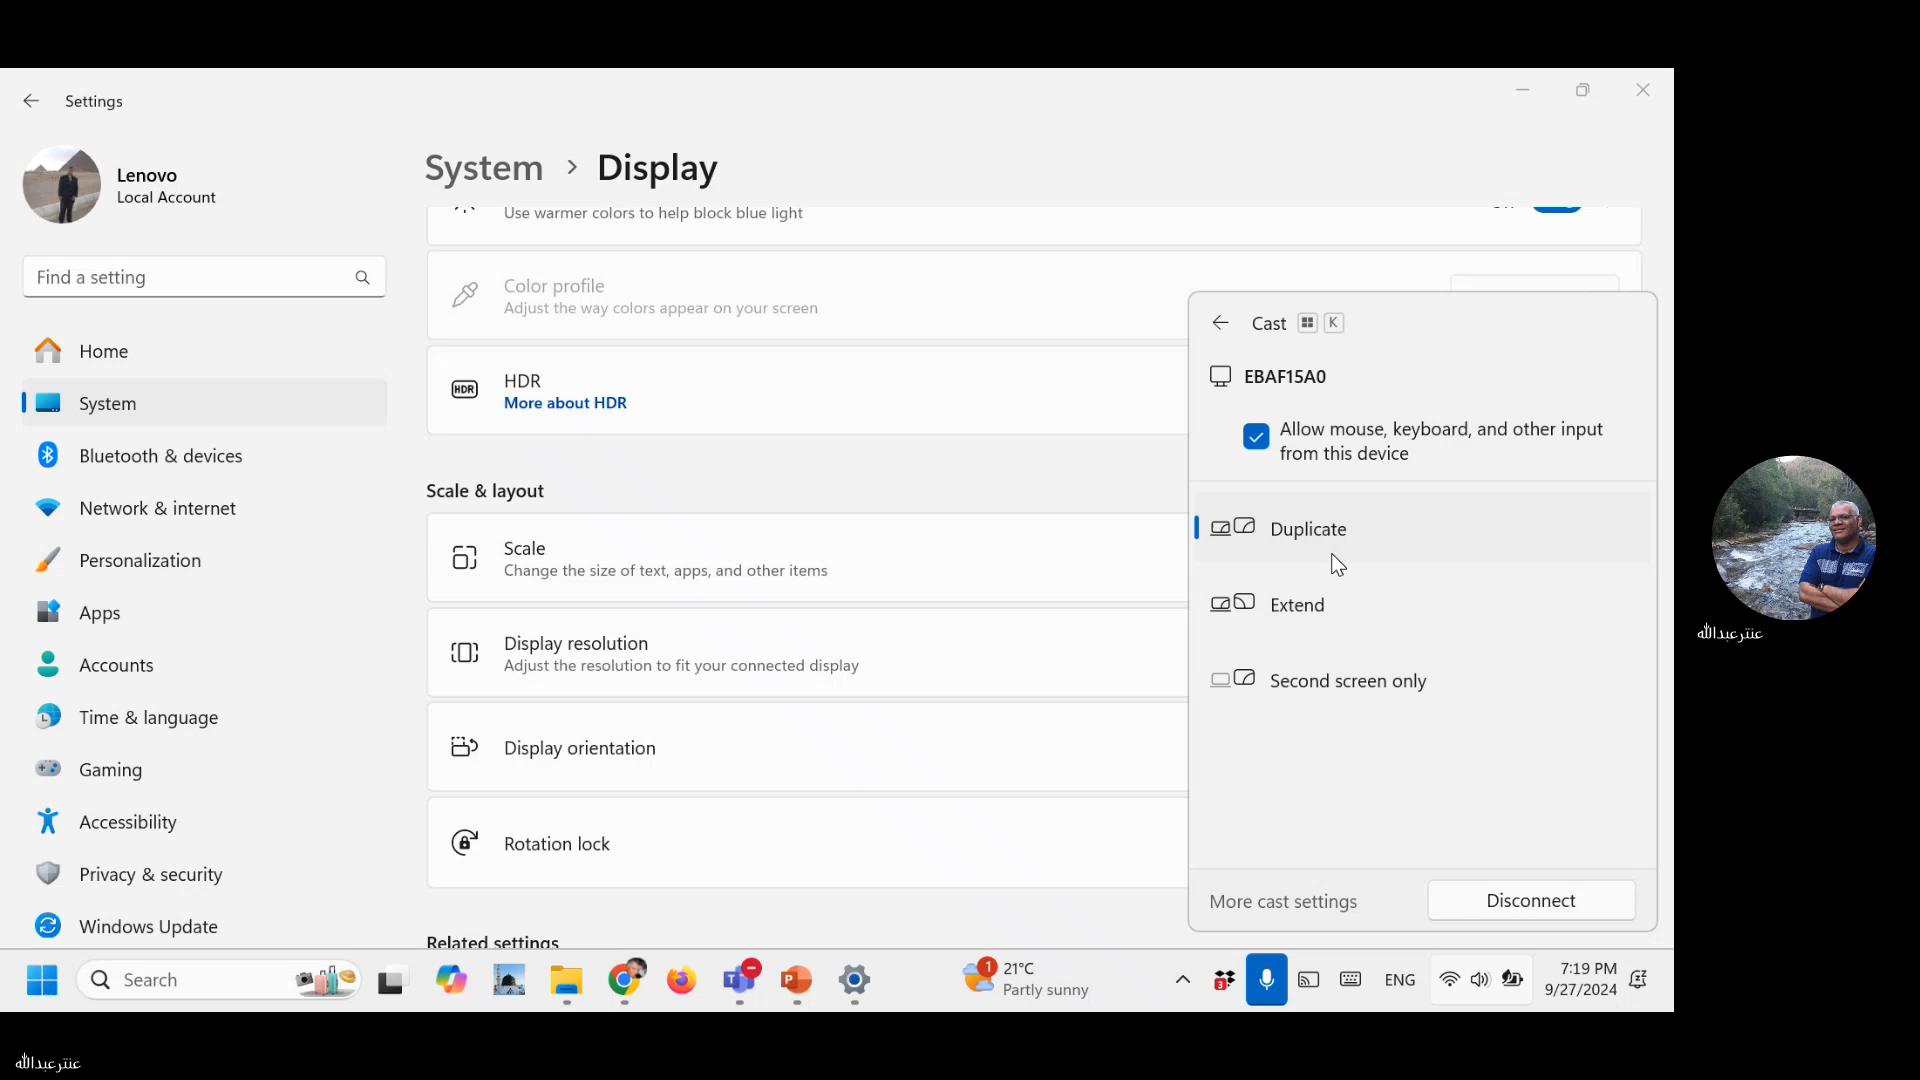 Settings
Lenovo
Local Account
Find a setting
Home
System
Bluetooth & devices
Network & internet
Personalization
Apps
Accounts
Time & language
Gaming
Accessibility
Privacy & security
Windows Update
System > Display
Use warmer colors to help block blue light
Color profile
Adjust the way colors appear on your screen
HDR
HDR
More about HDR
Scale & layout
Scale
Change the size of text, apps, and other items
Display resolution
Adjust the resolution to fit your connected display
Display orientation
Rotation lock
Related settings
Cast K
EBAF15A0
Allow mouse, keyboard, and other input
from this device
Duplicate
Extend
Second screen only
More cast settings
Disconnect
Search
1
21°C
Partly sunny
3
ENG
7:19 PM
9/27/2024
عنترعبدالله
عنترعبدالله